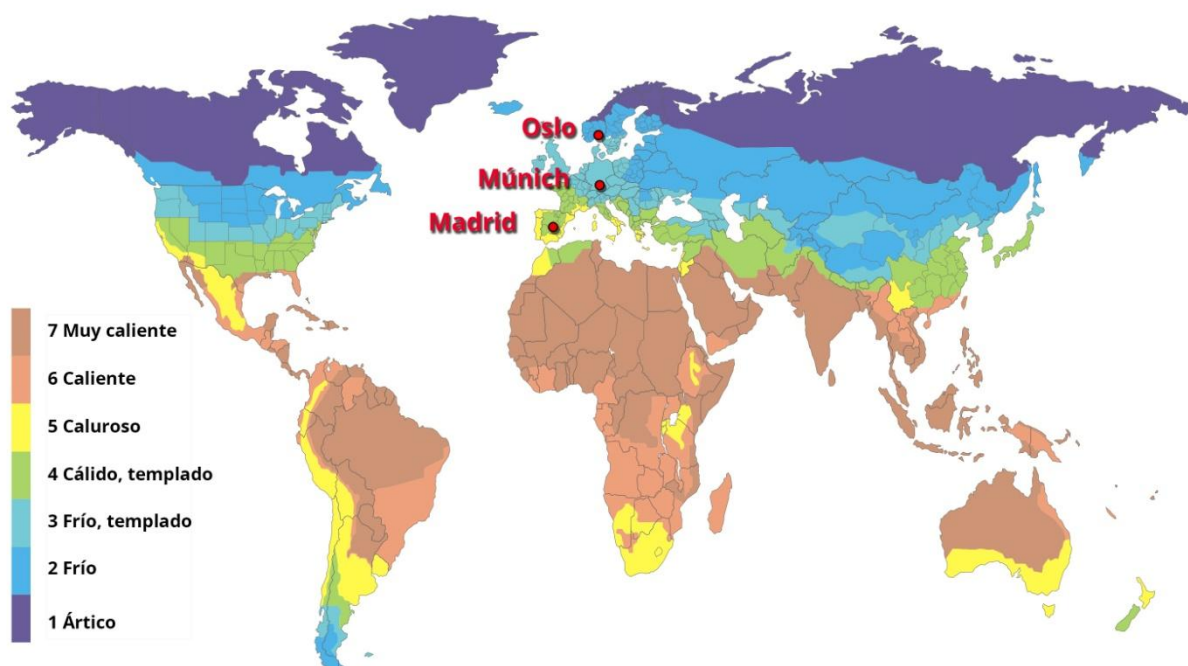 Oslo
Múnich
Madrid
7 Muy caliente
6 Caliente
5 Caluroso
4 Cálido, templado
3 Frío, templado
2 Frío
1 Ártico